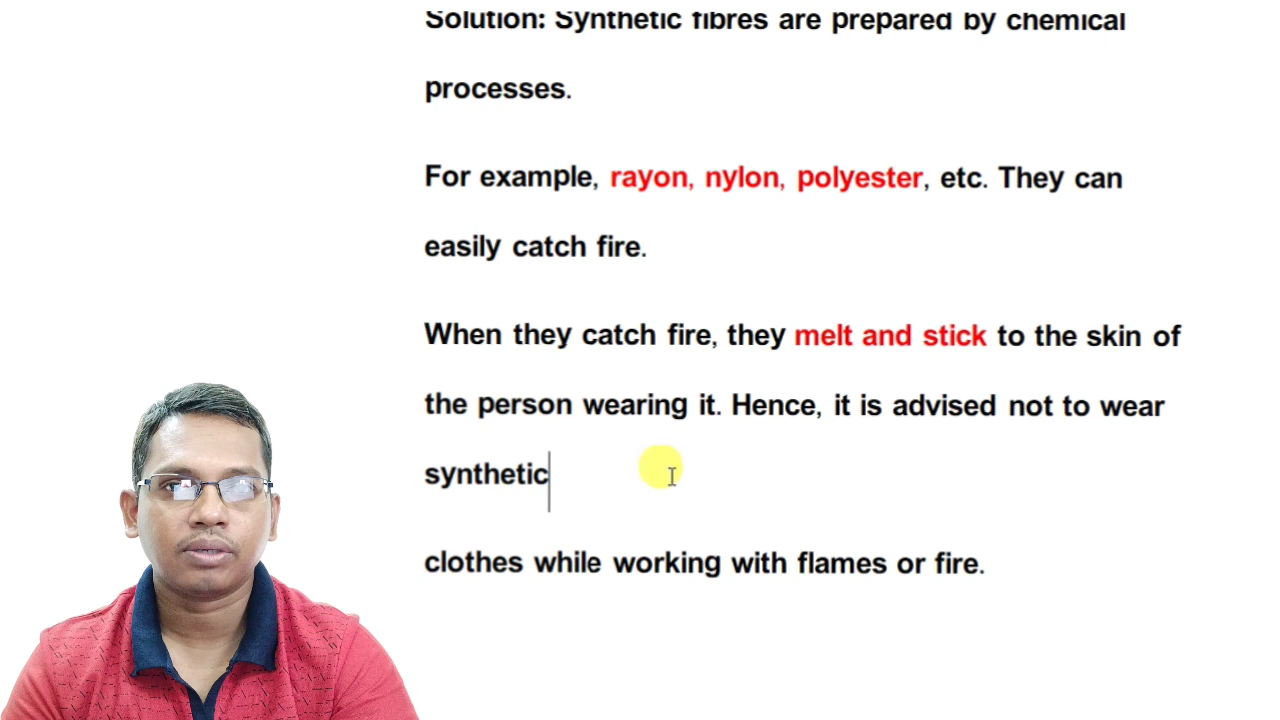 Solution: Synthetic fibres are prepared by chemical
processes.
For example, rayon, nylon, polyester, etc. They can
easily catch fire.
When they catch fire, they melt and stick to the skin of
the person wearing it. Hence, it is advised not to wear
synthetic
clothes while working with flames or fire.